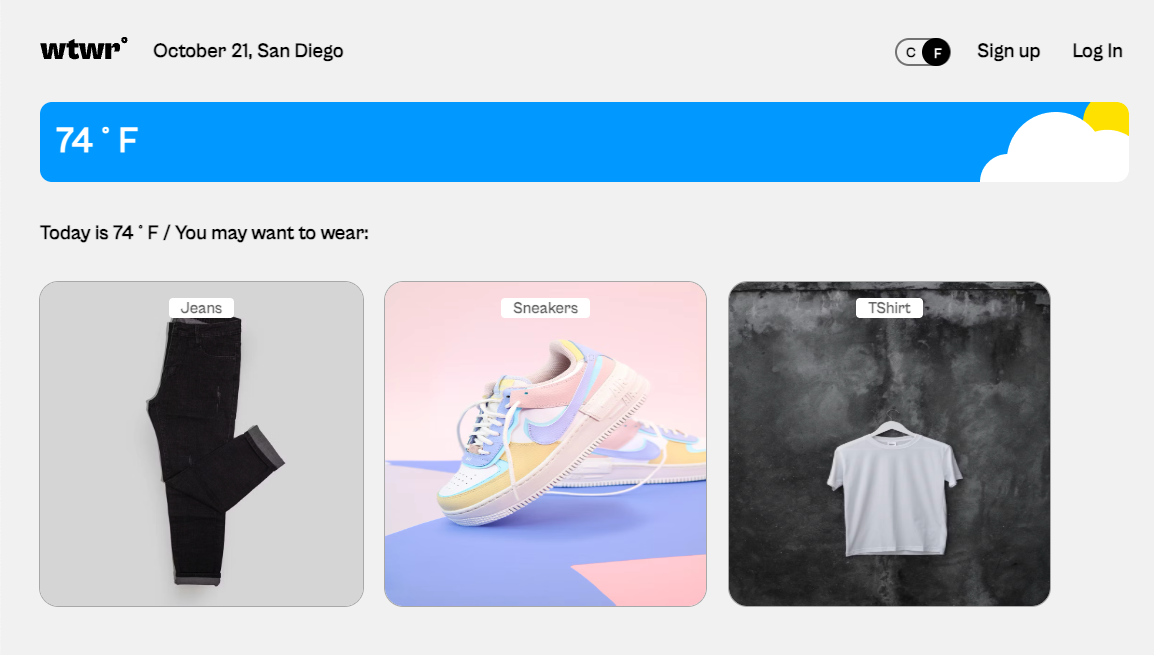 wtwr°
October 21, San Diego
C F
Sign up
Log In
74 ° F
Today is 74 ° F / You may want to wear:
Jeans
Sneakers
TShirt